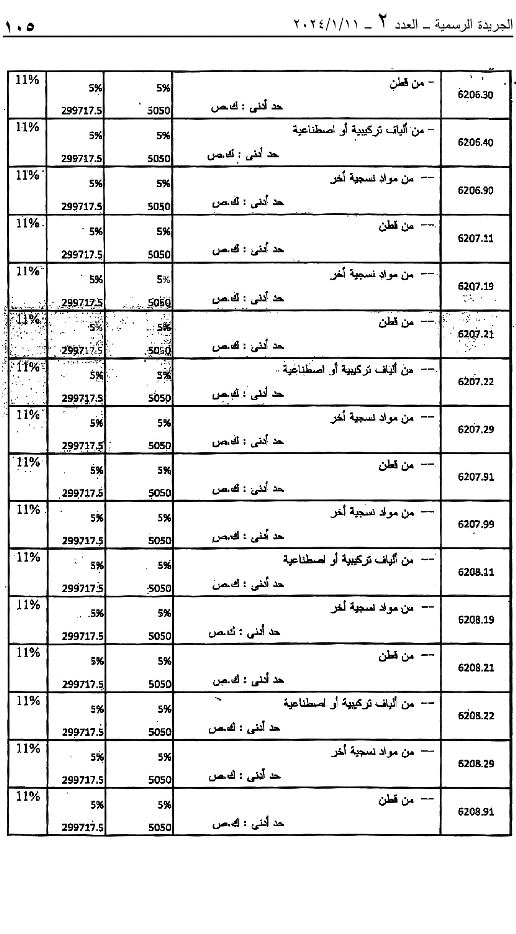 الجريدة الرسمية – العدد ٢ – ٢٠٢٤/١/١١ ١٠٥
6206.30 - من قطن 5% 5% 11%
حد أدنى : ك.ص 5050 299717.5
6206.40 - من ألياف تركيبية أو اصطناعية 5% 5% 11%
حد أدنى : ك.ص 5050 299717.5
6206.90 -- من مواد نسجية أخر 5% 5% 11%
حد أدنى : ك.ص 5050 299717.5
6207.11 -- من قطن 5% 5% 11%
حد أدنى : ك.ص 5050 299717.5
6207.19 -- من مواد نسجية أخر 5% 5% 11%
حد أدنى : ك.ص 5050 299717.5
6207.21 -- من قطن 5% 5% 11%
حد أدنى : ك.ص 5050 299717.5
6207.22 -- من ألياف تركيبية أو اصطناعية 5% 5% 11%
حد أدنى : ك.ص 5050 299717.5
6207.29 -- من مواد نسجية أخر 5% 5% 11%
حد أدنى : ك.ص 5050 299717.5
6207.91 -- من قطن 5% 5% 11%
حد أدنى : ك.ص 5050 299717.5
6207.99 -- من مواد نسجية أخر 5% 5% 11%
حد أدنى : ك.ص 5050 299717.5
6208.11 -- من ألياف تركيبية أو اصطناعية 5% 5% 11%
حد أدنى : ك.ص 5050 299717.5
6208.19 -- من مواد نسجية أخر 5% 5% 11%
حد أدنى : ك.ص 5050 299717.5
6208.21 -- من قطن 5% 5% 11%
حد أدنى : ك.ص 5050 299717.5
6208.22 -- من ألياف تركيبية أو اصطناعية 5% 5% 11%
حد أدنى : ك.ص 5050 299717.5
6208.29 -- من مواد نسجية أخر 5% 5% 11%
حد أدنى : ك.ص 5050 299717.5
6208.91 -- من قطن 5% 5% 11%
حد أدنى : ك.ص 5050 299717.5